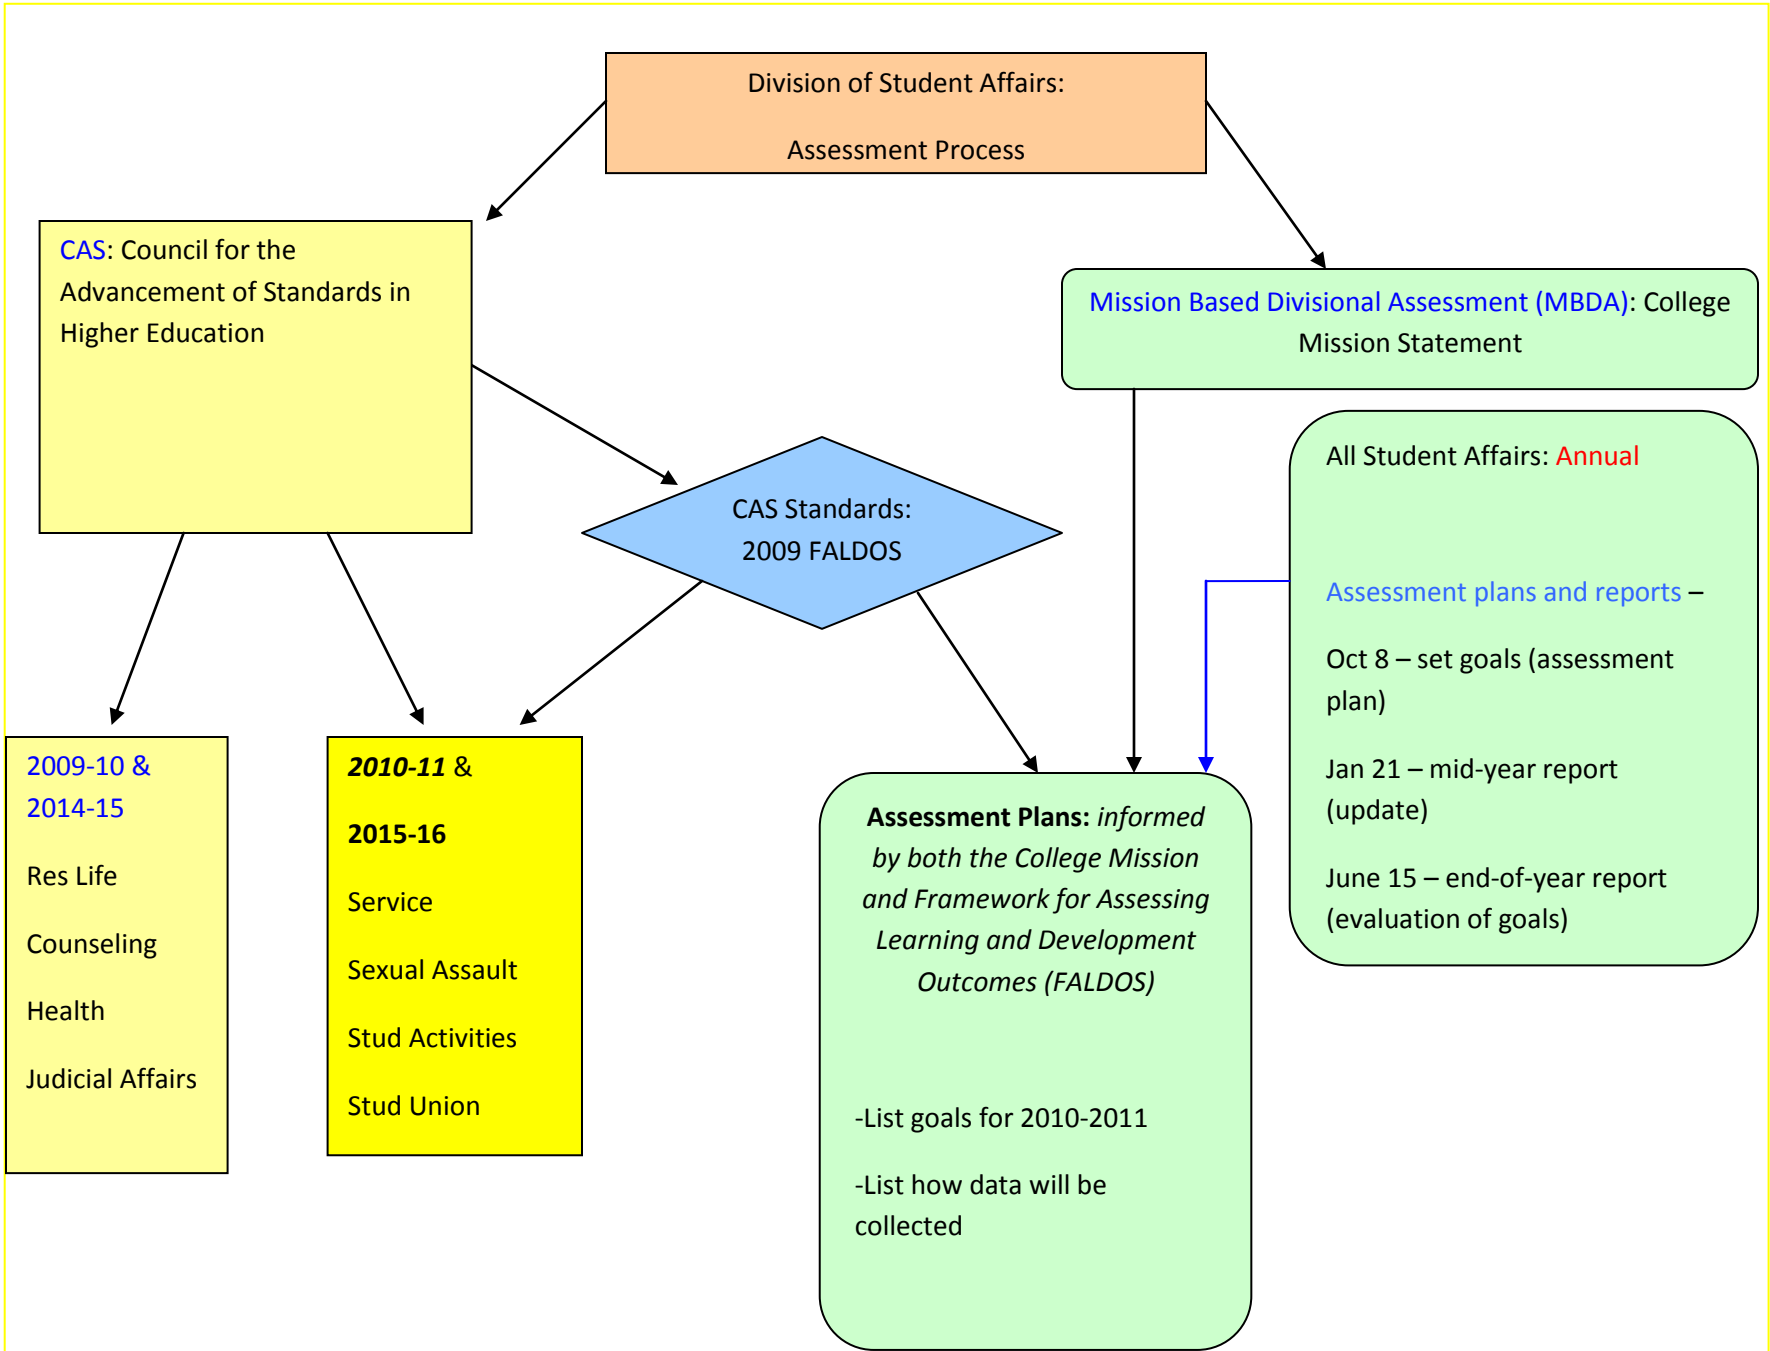 Division of Student Affairs:
Assessment Process
CAS: Council for the
Advancement of Standards in
Higher Education
Mission Based Divisional Assessment (MBDA): College
Mission Statement
All Student Affairs: Annual
Assessment plans and reports –
Oct 8 – set goals (assessment
plan)
Jan 21 – mid-year report
(update)
June 15 – end-of-year report
(evaluation of goals)
CAS Standards:
2009 FALDOS
2009-10 &
2014-15
Res Life
Counseling
Health
Judicial Affairs
2010-11 &
2015-16
Service
Sexual Assault
Stud Activities
Stud Union
Assessment Plans: informed
by both the College Mission
and Framework for Assessing
Learning and Development
Outcomes (FALDOS)
-List goals for 2010-2011
-List how data will be
collected